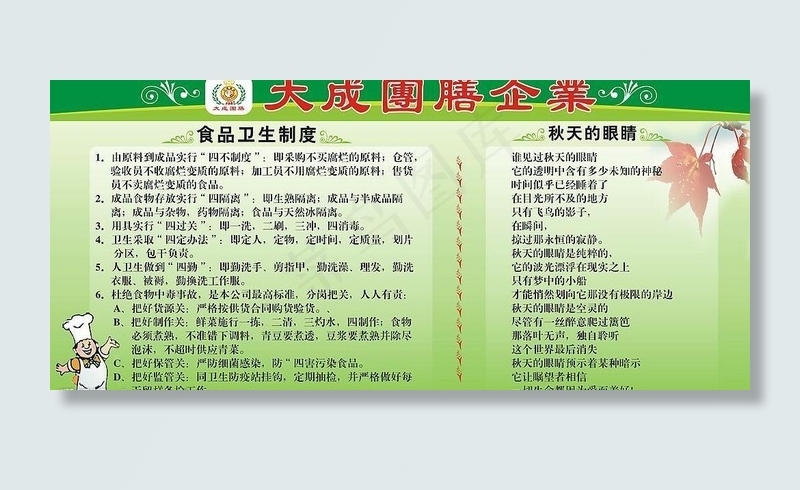 大成團膳
大成團膳企業
食品卫生制度
1．由原料到成品实行“四不制度”：即采购不买腐烂的原料；仓管，
验收员不收腐烂变质的原料；加工员不用腐烂变质的原料；售货
员不卖腐烂变质的食品。
2．成品食物存放实行“四隔离”：即生熟隔离；成品与半成品隔
离；成品与杂物，药物隔离；食品与天然冰隔离。
3．用具实行“四过关”：即一洗，二刷，三冲，四消毒。
4．卫生采取“四定办法”：即定人，定物，定时间，定质量，划片
分区，包干负责。
5．人卫生做到“四勤”：即勤洗手、剪指甲，勤洗澡、理发，勤洗
衣服、被褥，勤换洗工作服。
6．杜绝食物中毒事故，是本公司最高标准，分岗把关，人人有责：
A、把好货源关：严格按供货合同购货验货。、
B、把好制作关：鲜菜施行一拣，二清，三灼水，四制作；食物
必须煮熟，不准错下调料，青豆要煮透，豆浆要煮熟并除尽
泡沫，不超时供应青菜。
C、把好保管关：严防细菌感染，防“四害污染食品。
D、把好监管关：同卫生防疫站挂钩，定期抽检，并严格做好每
秋天的眼睛
谁见过秋天的眼睛
它的透明中含有多少未知的神秘
时间似乎已经睡着了
在目光所不及的地方
只有飞鸟的影子，
在瞬间，
掠过那永恒的寂静。
秋天的眼睛是纯粹的，
它的波光漂浮在现实之上
只有梦中的小船
才能悄然划向它那没有极限的岸边
秋天的眼睛是空灵的
尽管有一丝醉意爬过篱笆
那落叶无声，独自聆听
这个世界最后消失
秋天的眼睛预示着某种暗示
它让瞩望者相信